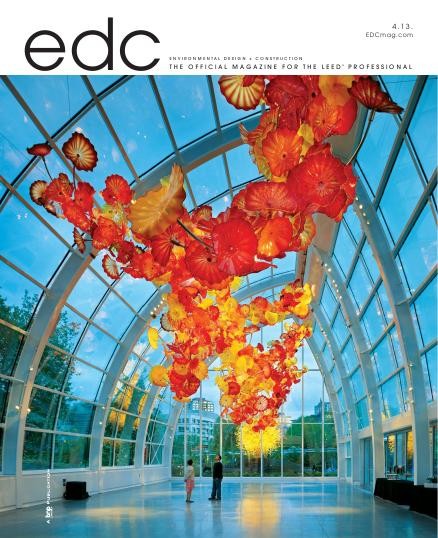 edc
4.13.
EDCmag.com
ENVIRONMENTAL DESIGN + CONSTRUCTION
THE OFFICIAL MAGAZINE FOR THE LEED® PROFESSIONAL
A bnp PUBLICATION